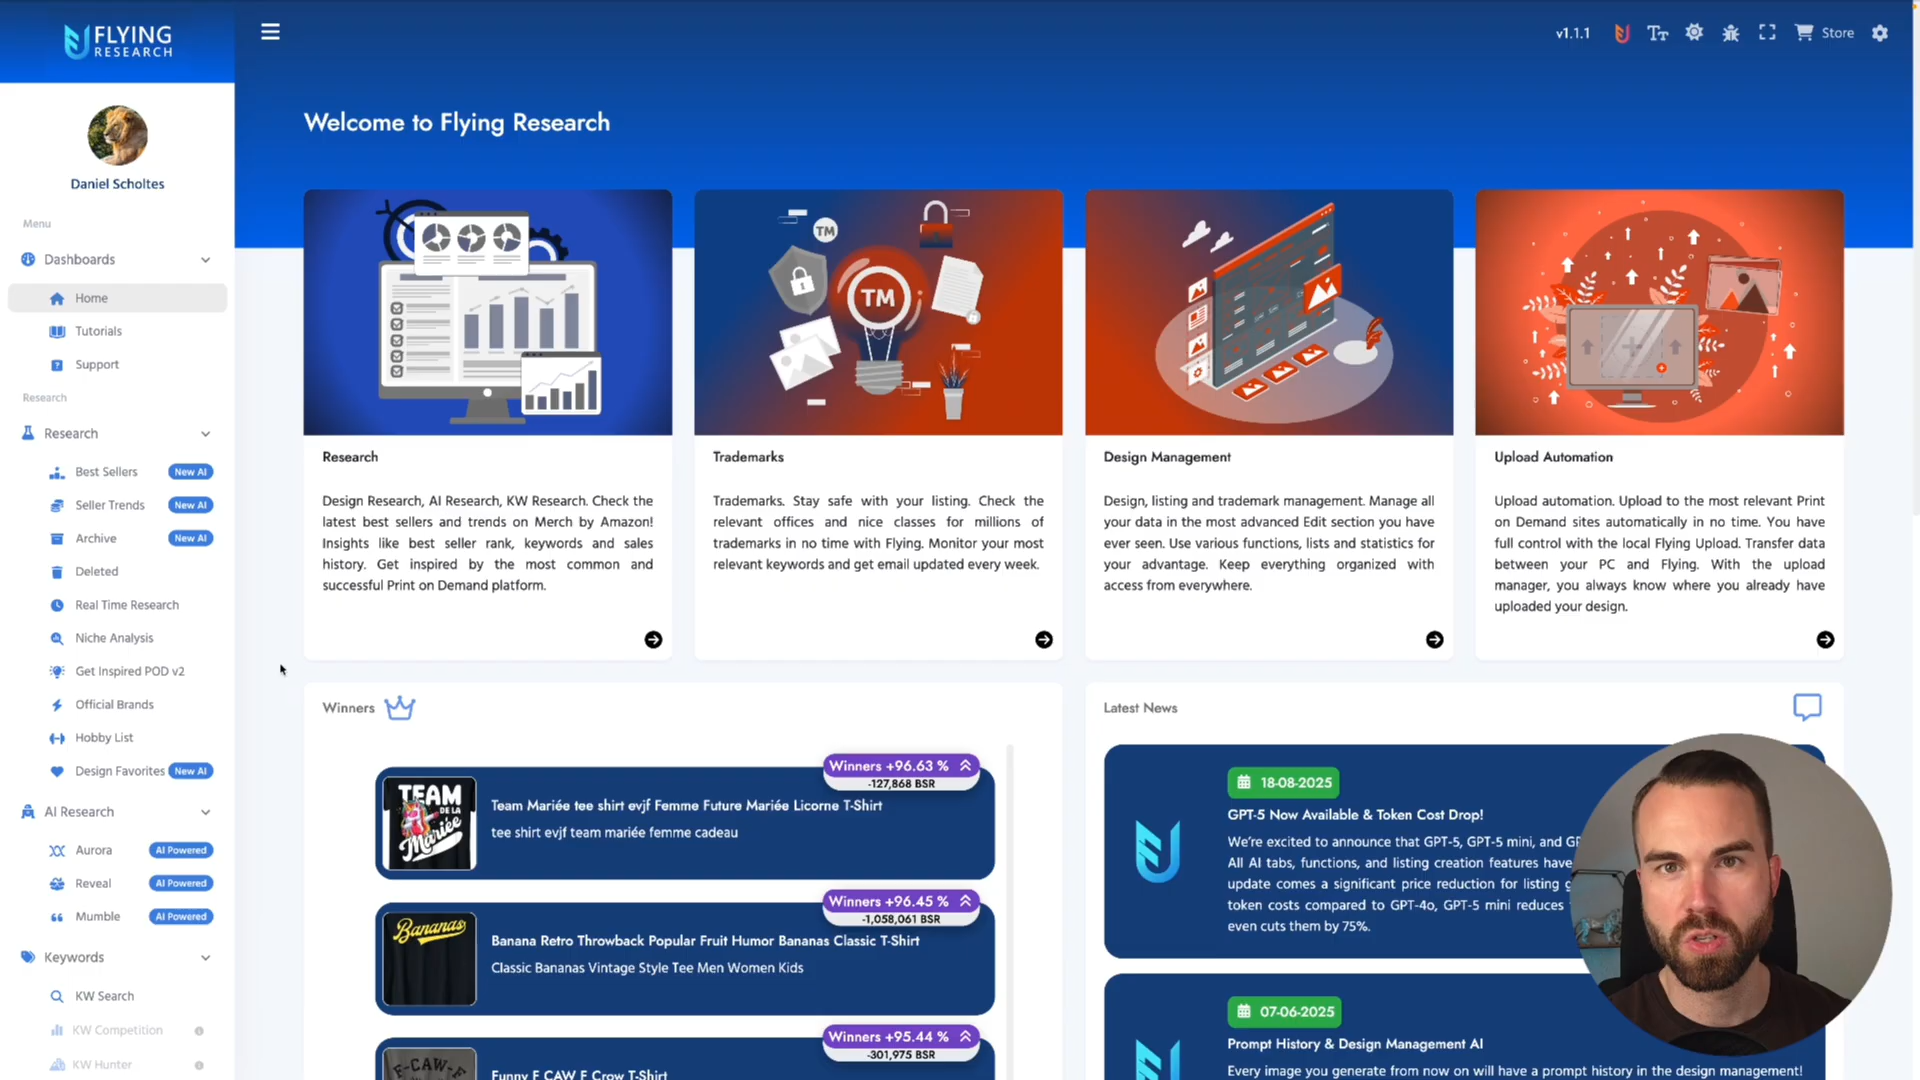 FLYING
RESEARCH
v1.1.1
Store
Daniel Scholtes
Menu
Dashboards
Home
Tutorials
Support
Research
Research
Best Sellers New AI
Seller Trends New AI
Archive New AI
Deleted
Real Time Research
Niche Analysis
Get Inspired POD v2
Official Brands
Hobby List
Design Favorites New AI
AI Research
Aurora AI Powered
Reveal AI Powered
Mumble AI Powered
Keywords
KW Search
KW Competition
KW Hunter
Welcome to Flying Research
Research
Design Research, AI Research, KW Research. Check the
latest best sellers and trends on Merch by Amazon!
Insights like best seller rank, keywords and sales
history. Get inspired by the most common and
successful Print on Demand platform.
TM
TM
Trademarks
Trademarks. Stay safe with your listing. Check the
relevant offices and nice classes for millions of
trademarks in no time with Flying. Monitor your most
relevant keywords and get email updated every week.
Design Management
Design, listing and trademark management. Manage all
your data in the most advanced Edit section you have
ever seen. Use various functions, lists and statistics for
your advantage. Keep everything organized with
access from everywhere.
Upload Automation
Upload automation. Upload to the most relevant Print
on Demand sites automatically in no time. You have
full control with the local Flying Upload. Transfer data
between your PC and Flying. With the upload
manager, you always know where you already have
uploaded your design.
Winners
Winners +96.63 %
-127,868 BSR
TEAM
DE LA
Mariée
Team Mariée tee shirt evjf Femme Future Mariée Licorne T-Shirt
tee shirt evjf team mariée femme cadeau
Winners +96.45 %
-1,058,061 BSR
Bananas
Banana Retro Throwback Popular Fruit Humor Bananas Classic T-Shirt
Classic Bananas Vintage Style Tee Men Women Kids
Winners +95.44 %
-301,975 BSR
F-CAW-F
Funny F CAW F Crow T-Shirt
Latest News
18-08-2025
GPT-5 Now Available & Token Cost Drop!
We're excited to announce that GPT-5, GPT-5 mini, and
All AI tabs, functions, and listing creation features have
update comes a significant price reduction for listing
token costs compared to GPT-4o, GPT-5 mini reduces
even cuts them by 75%.
07-06-2025
Prompt History & Design Management AI
Every image you generate from now on will have a prompt history in the design management!